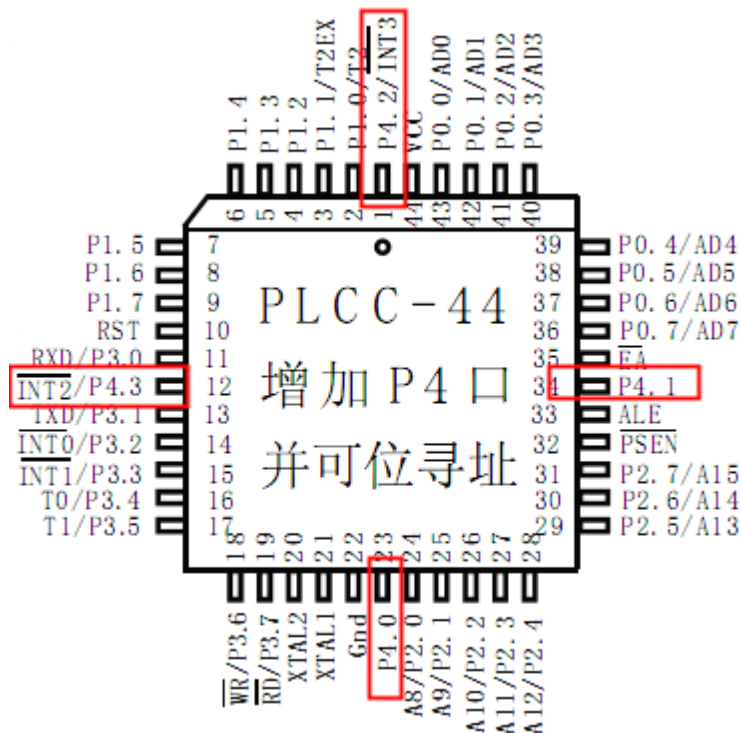 P1.4
P1.3
P1.2
P1.1/T2EX
P1.0/T2
P4.2/INT3
VCC
P0.0/AD0
P0.1/AD1
P0.2/AD2
P0.3/AD3
6 5 4 3 2 1 44 43 42 41 40
P1.5 7
P1.6 8
P1.7 9
RST 10
RXD/P3.0 11
INT2/P4.3 12
TXD/P3.1 13
INT0/P3.2 14
INT1/P3.3 15
T0/P3.4 16
T1/P3.5 17
PLCC-44
增加P4口
并可位寻址
39 P0.4/AD4
38 P0.5/AD5
37 P0.6/AD6
36 P0.7/AD7
35 EA
34 P4.1
33 ALE
32 PSEN
31 P2.7/A15
30 P2.6/A14
29 P2.5/A13
18 19 20 21 22 23 24 25 26 27 28
WR/P3.6
RD/P3.7
XTAL2
XTAL1
Gnd
P4.0
A8/P2.0
A9/P2.1
A10/P2.2
A11/P2.3
A12/P2.4